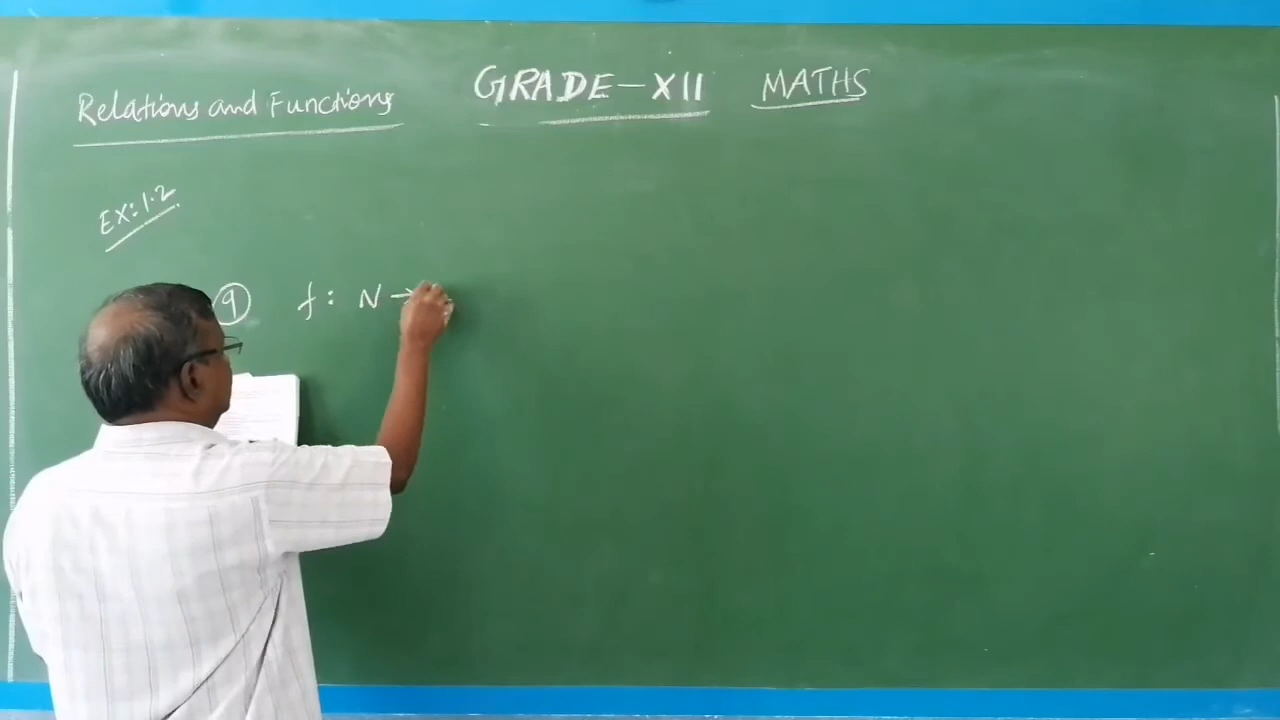 Relations and Functions GRADE-XII MATHS
Ex:1.2
9 f: N →